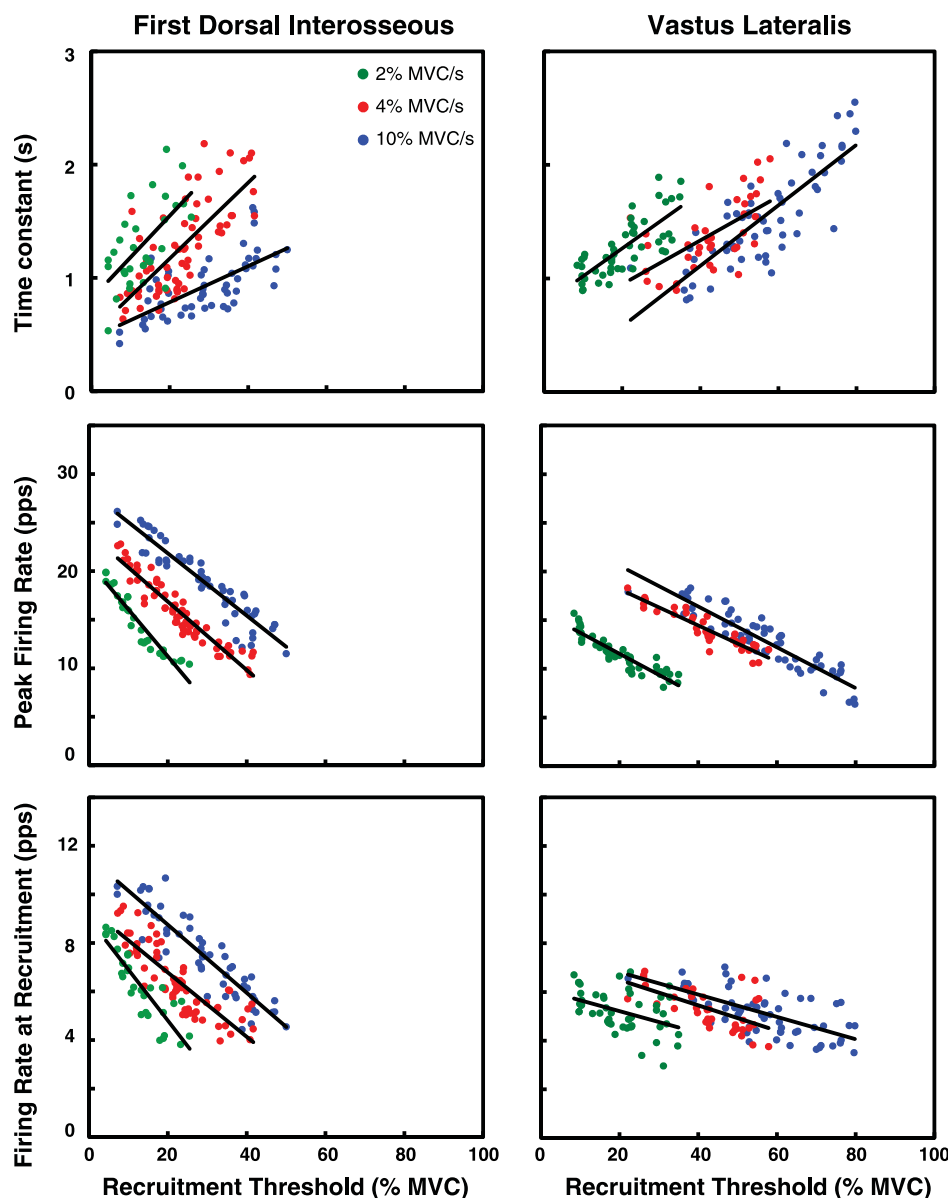 First Dorsal Interosseous
Vastus Lateralis
Time constant (s)
3
2
1
0
2% MVC/s
4% MVC/s
10% MVC/s
Peak Firing Rate (pps)
30
20
10
0
Firing Rate at Recruitment (pps)
12
8
4
0
0 20 40 60 80 100
0 20 40 60 80 100
Recruitment Threshold (% MVC)
Recruitment Threshold (% MVC)